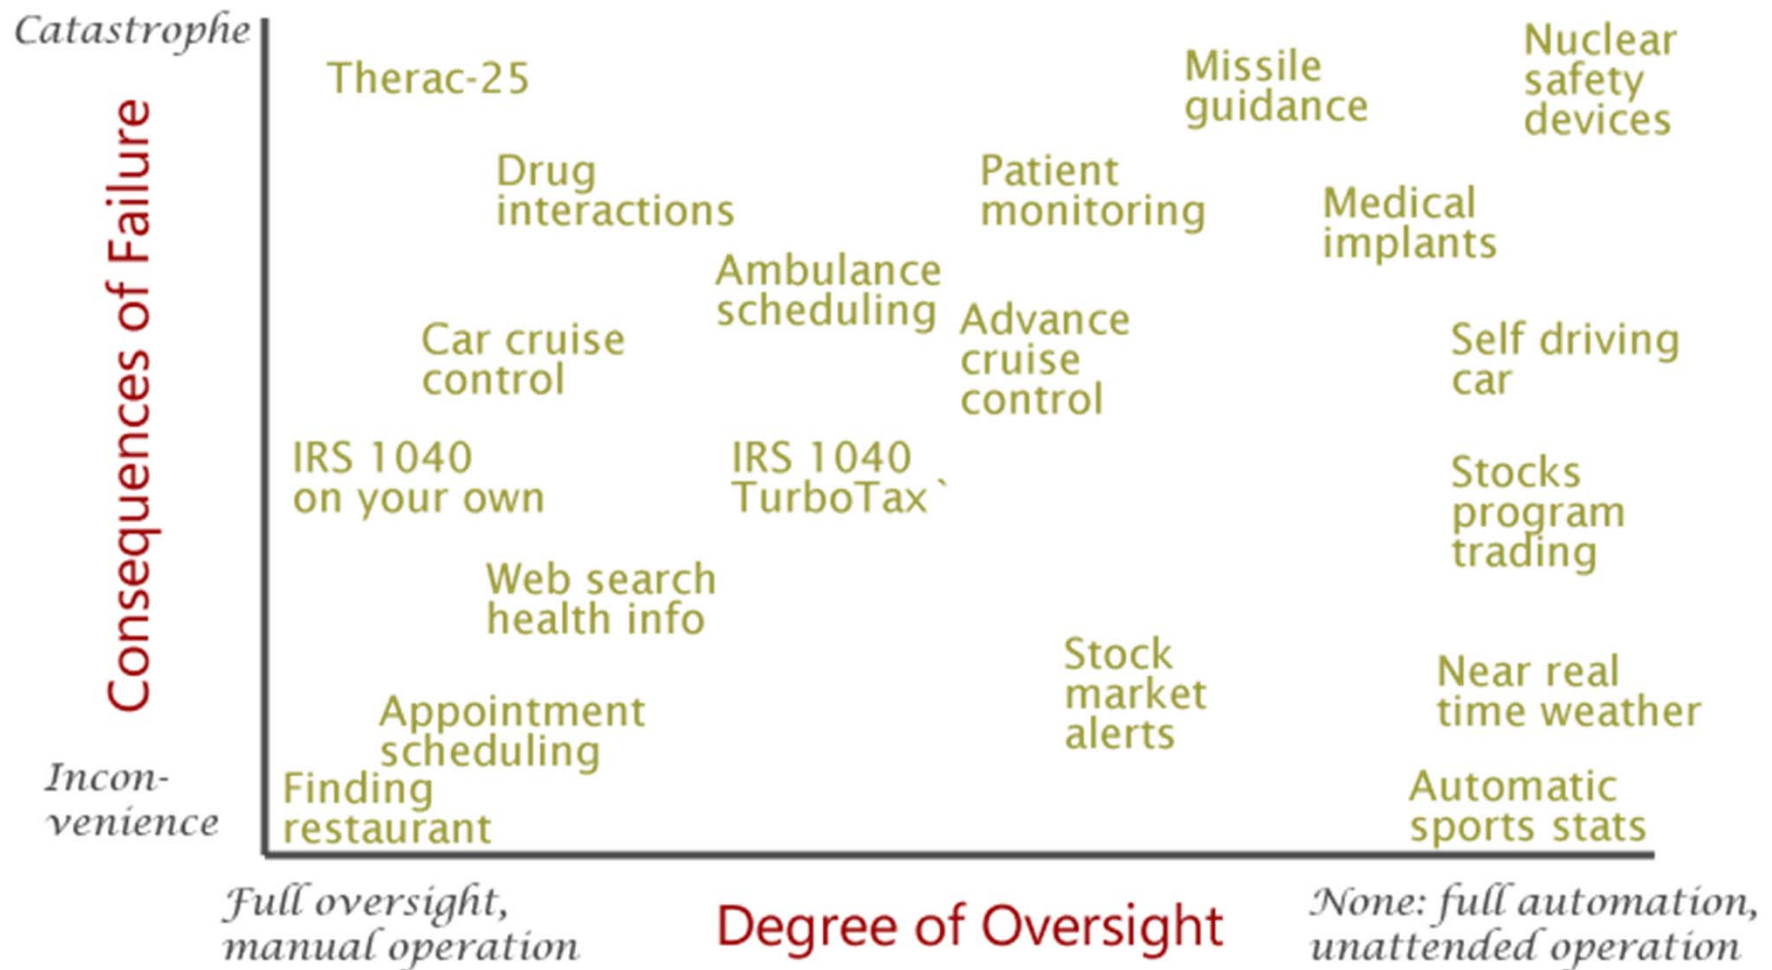 Catastrophe
Consequences of Failure
Incon-
venience
Therac-25
Missile
guidance
Nuclear
safety
devices
Drug
interactions
Patient
monitoring
Medical
implants
Ambulance
scheduling
Car cruise
control
Advance
cruise
control
Self driving
car
IRS 1040
on your own
IRS 1040
TurboTax`
Stocks
program
trading
Web search
health info
Stock
market
alerts
Near real
time weather
Appointment
scheduling
Finding
restaurant
Automatic
sports stats
Full oversight,
manual operation
Degree of Oversight
None: full automation,
unattended operation